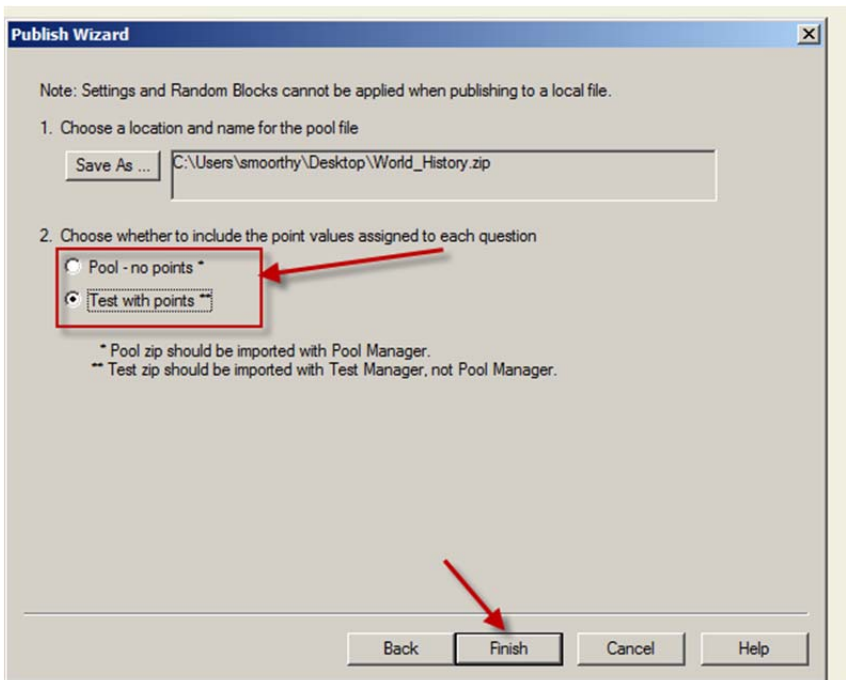 Publish Wizard
Note: Settings and Random Blocks cannot be applied when publishing to a local file.
1. Choose a location and name for the pool file
Save As ... C:\Users\smoorthy\Desktop\World_History.zip
2. Choose whether to include the point values assigned to each question
Pool - no points *
Test with points **
* Pool zip should be imported with Pool Manager.
** Test zip should be imported with Test Manager, not Pool Manager.
Back Finish Cancel Help